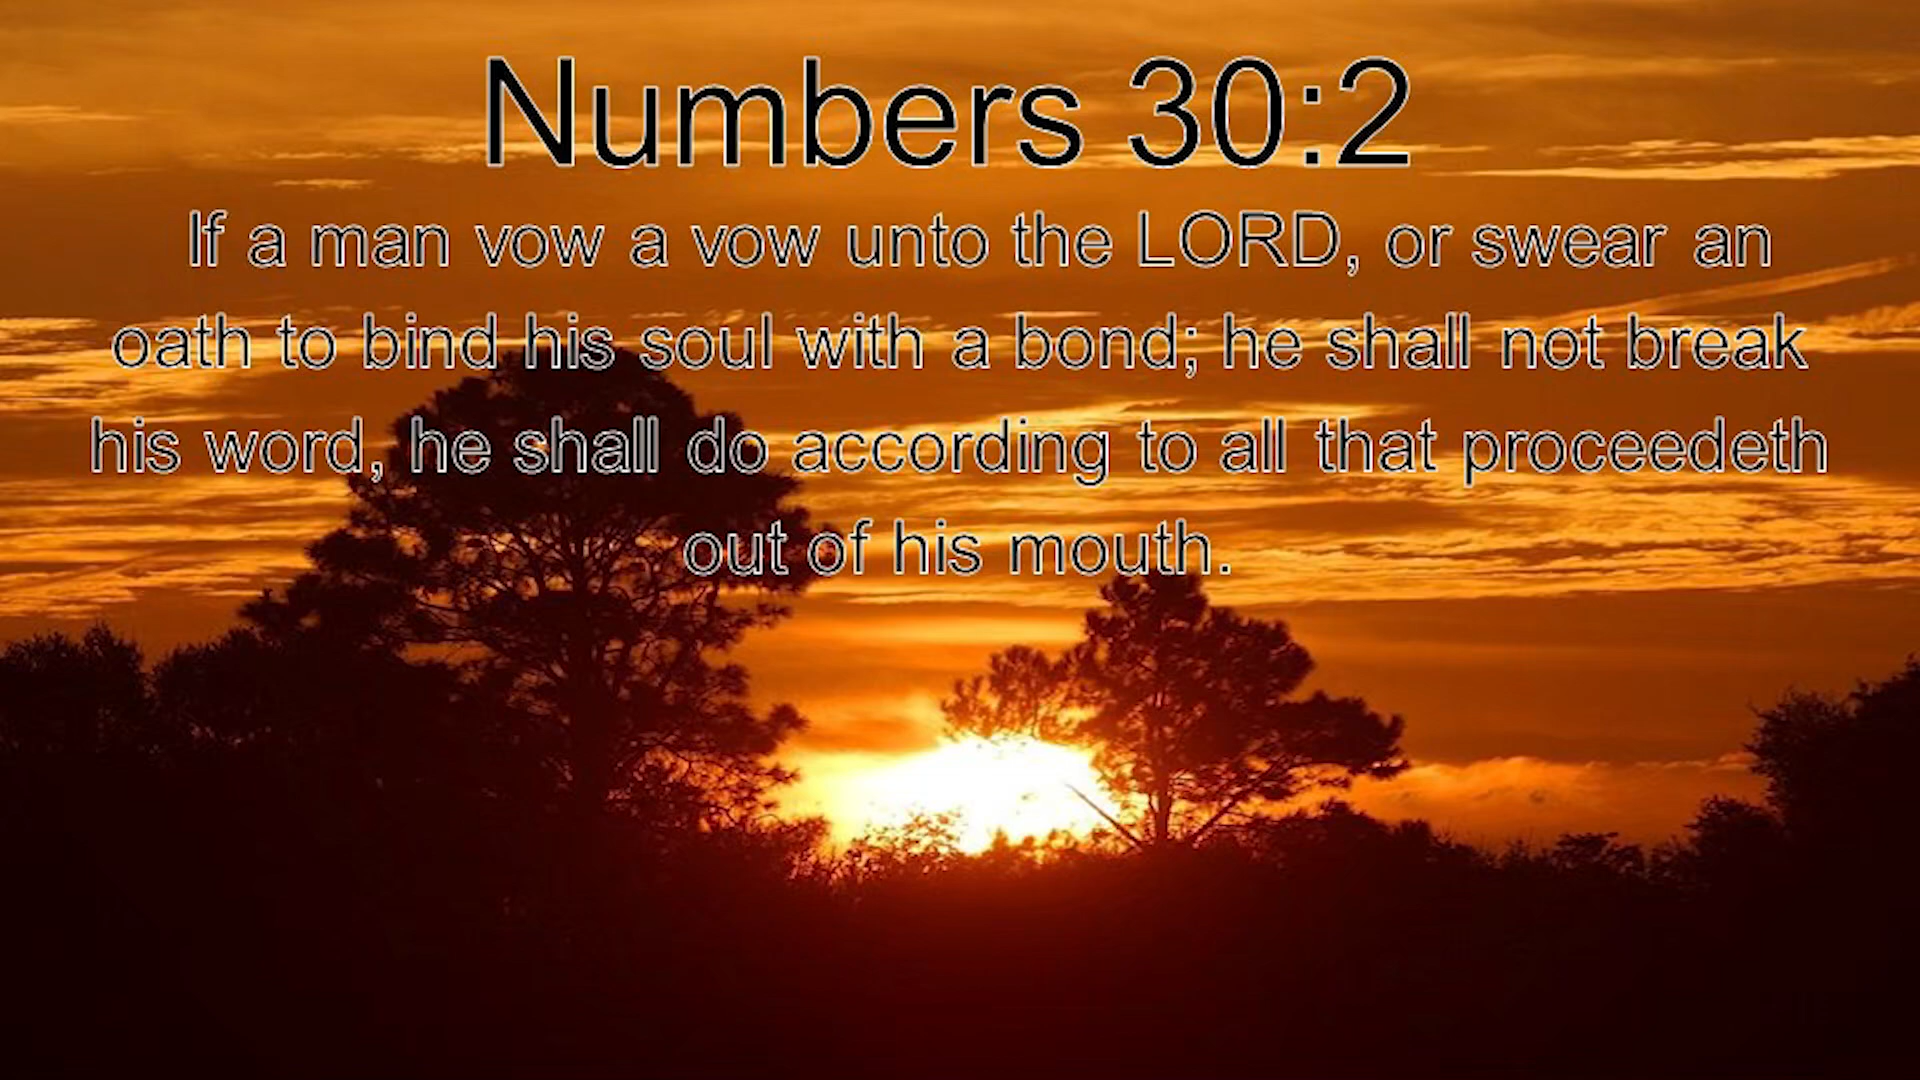 Numbers 30:2
If a man vow a vow unto the LORD, or swear an
oath to bind his soul with a bond; he shall not break
his word, he shall do according to all that proceedeth
out of his mouth.